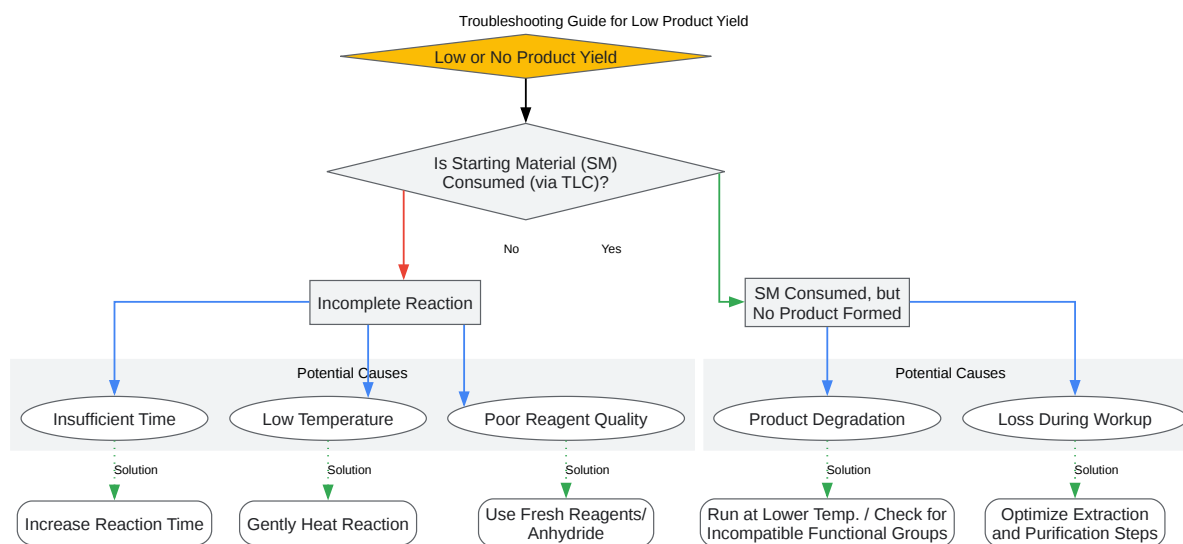 Troubleshooting Guide for Low Product Yield
Low or No Product Yield
Is Starting Material (SM)
Consumed (via TLC)?
No
Yes
Incomplete Reaction
SM Consumed, but
No Product Formed
Potential Causes
Potential Causes
Insufficient Time
Low Temperature
Poor Reagent Quality
Product Degradation
Loss During Workup
Solution
Solution
Solution
Solution
Solution
Increase Reaction Time
Gently Heat Reaction
Use Fresh Reagents/
Anhydride
Run at Lower Temp. / Check for
Incompatible Functional Groups
Optimize Extraction
and Purification Steps